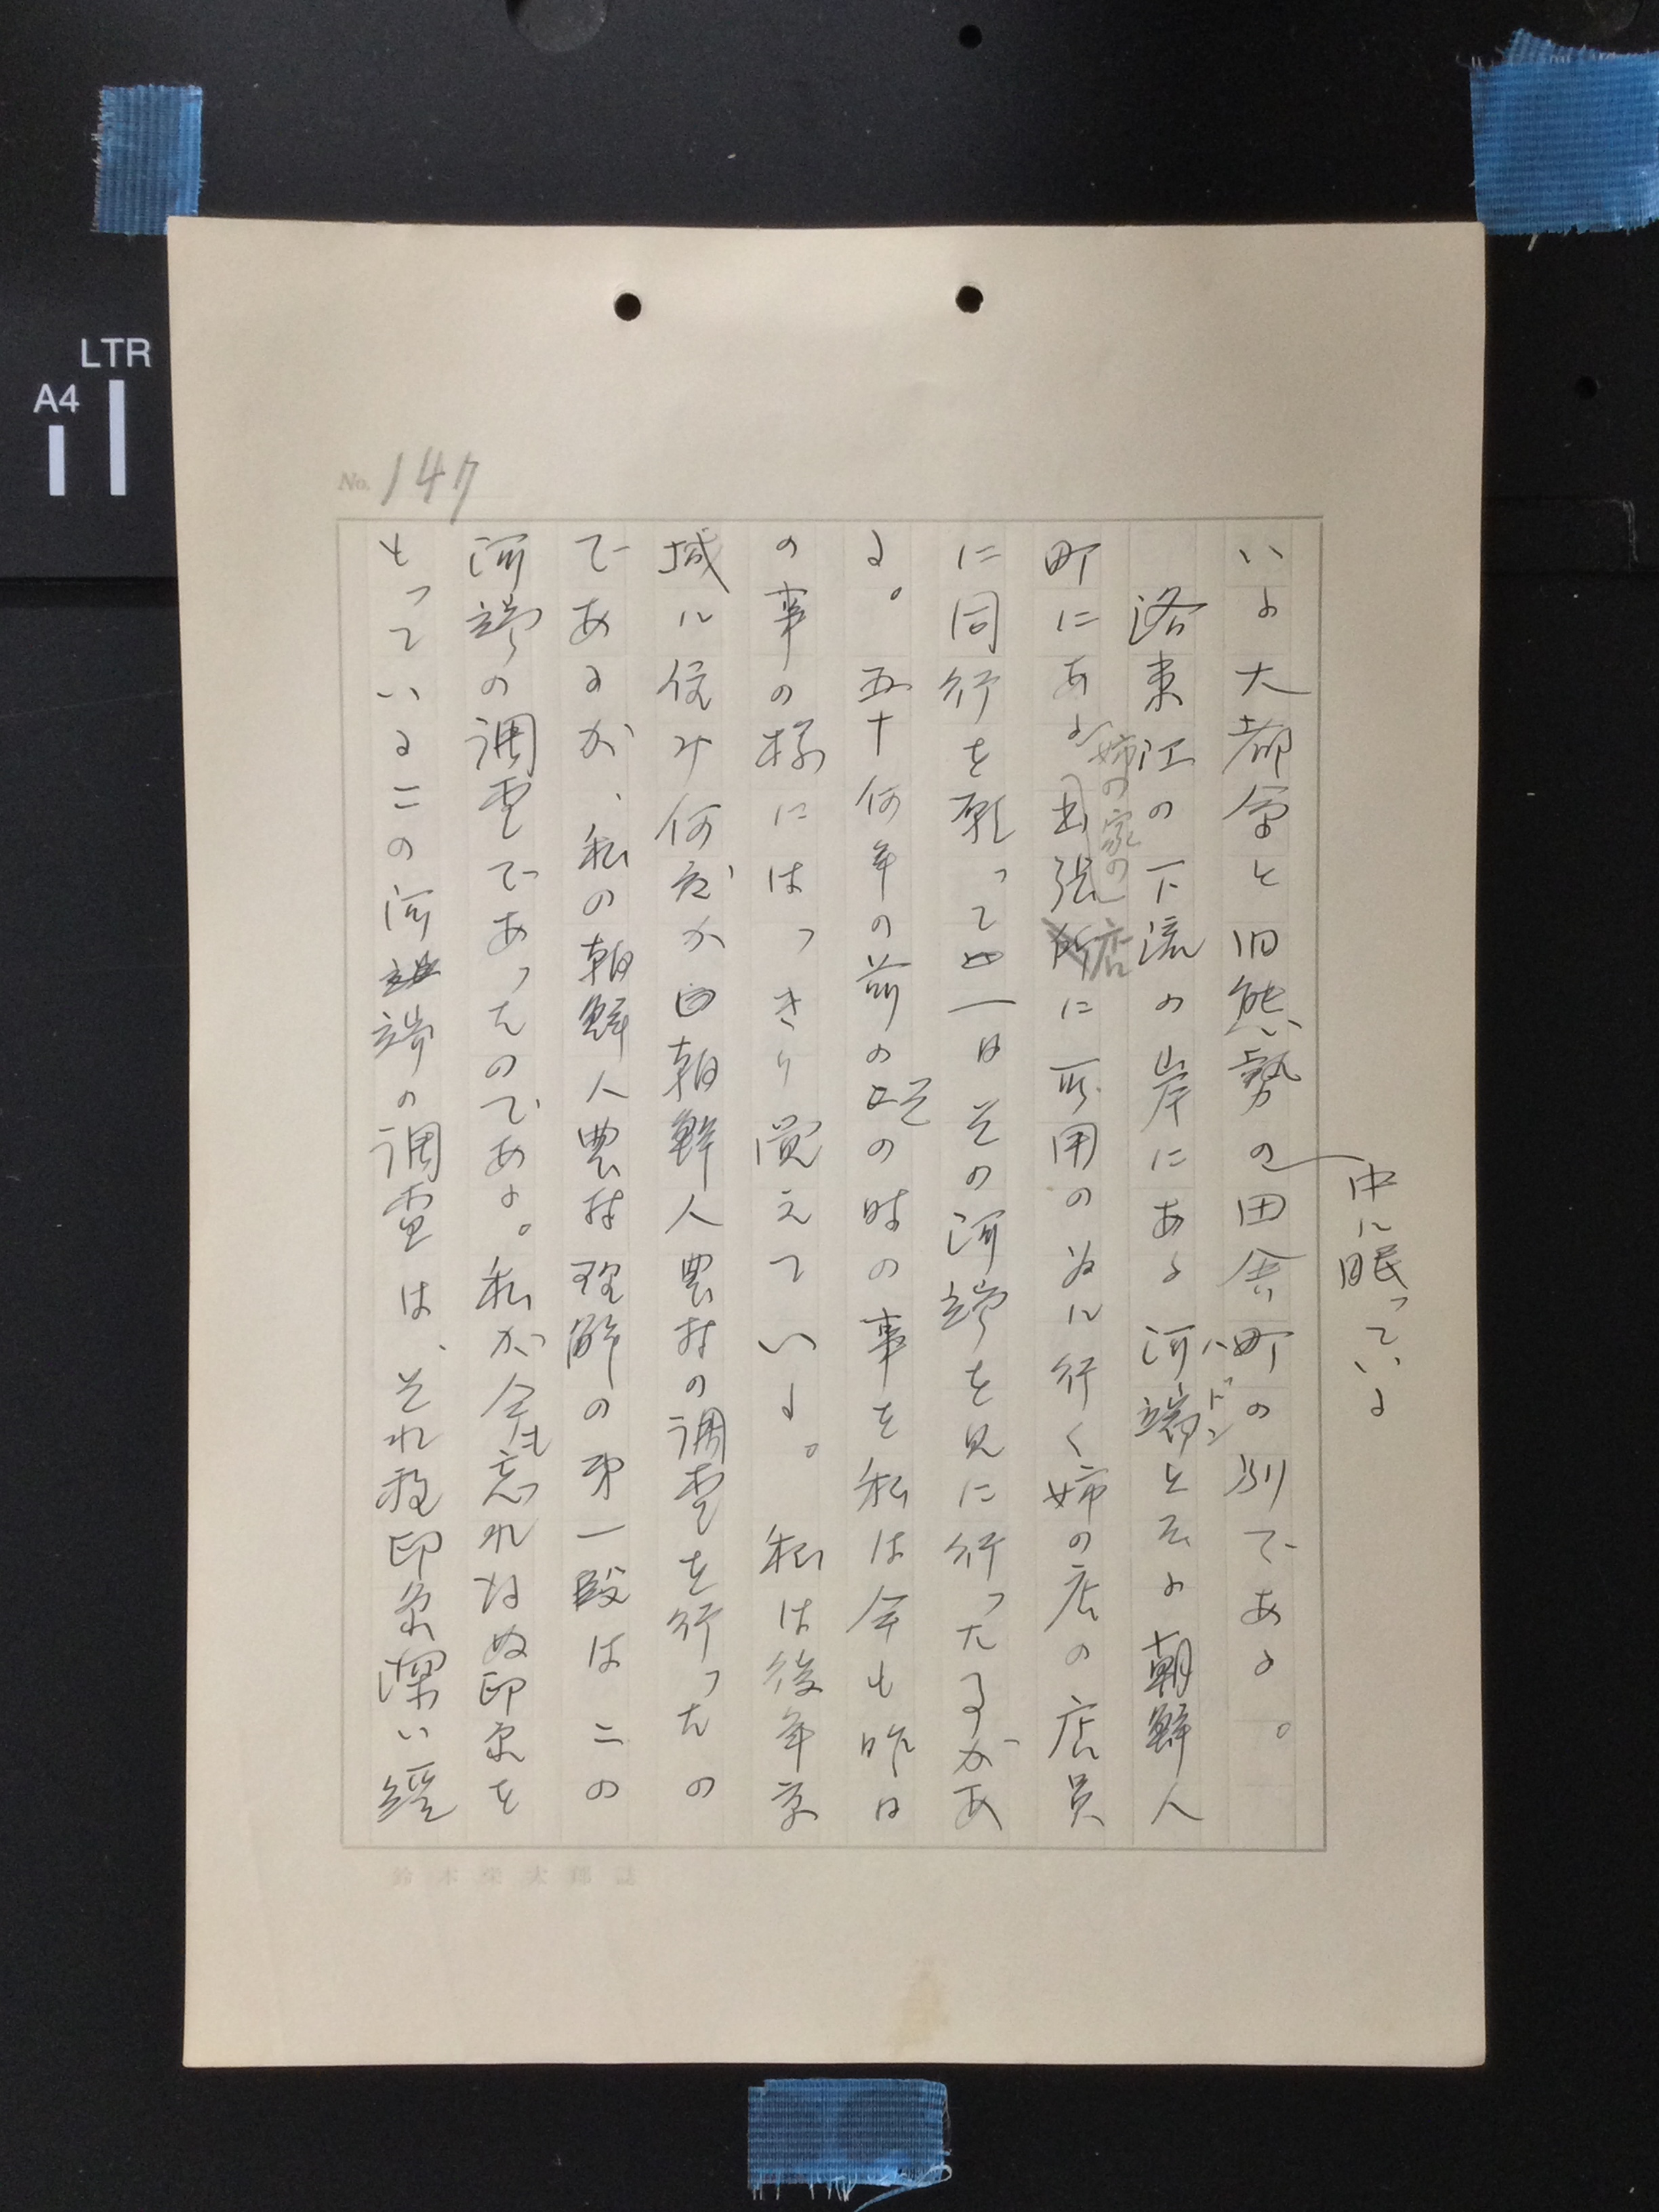 No. 147
いる大都会と旧態勢の中に眠っている田舎町の別である。
洛東江の下流の岸にある河端(ハドン)と云う朝鮮人
町にある姉の家の出張店に所用の為に行く姉の店の店員
に同行を願って一日その河端を見に行った事がある
る。五十何年の前のその時の事を私は今も昨日
の事の様にはっきり覚えている。私は後年京
城に住み何度か朝鮮人農村の調査を行ったの
であるが、私の朝鮮人農村理解の第一段はこの
河端の調査であったのである。私が今も忘れなぬ印象を
とっているこの河端の調査は、それ程印象深い経
鈴木栄太郎誌
LTR
A4